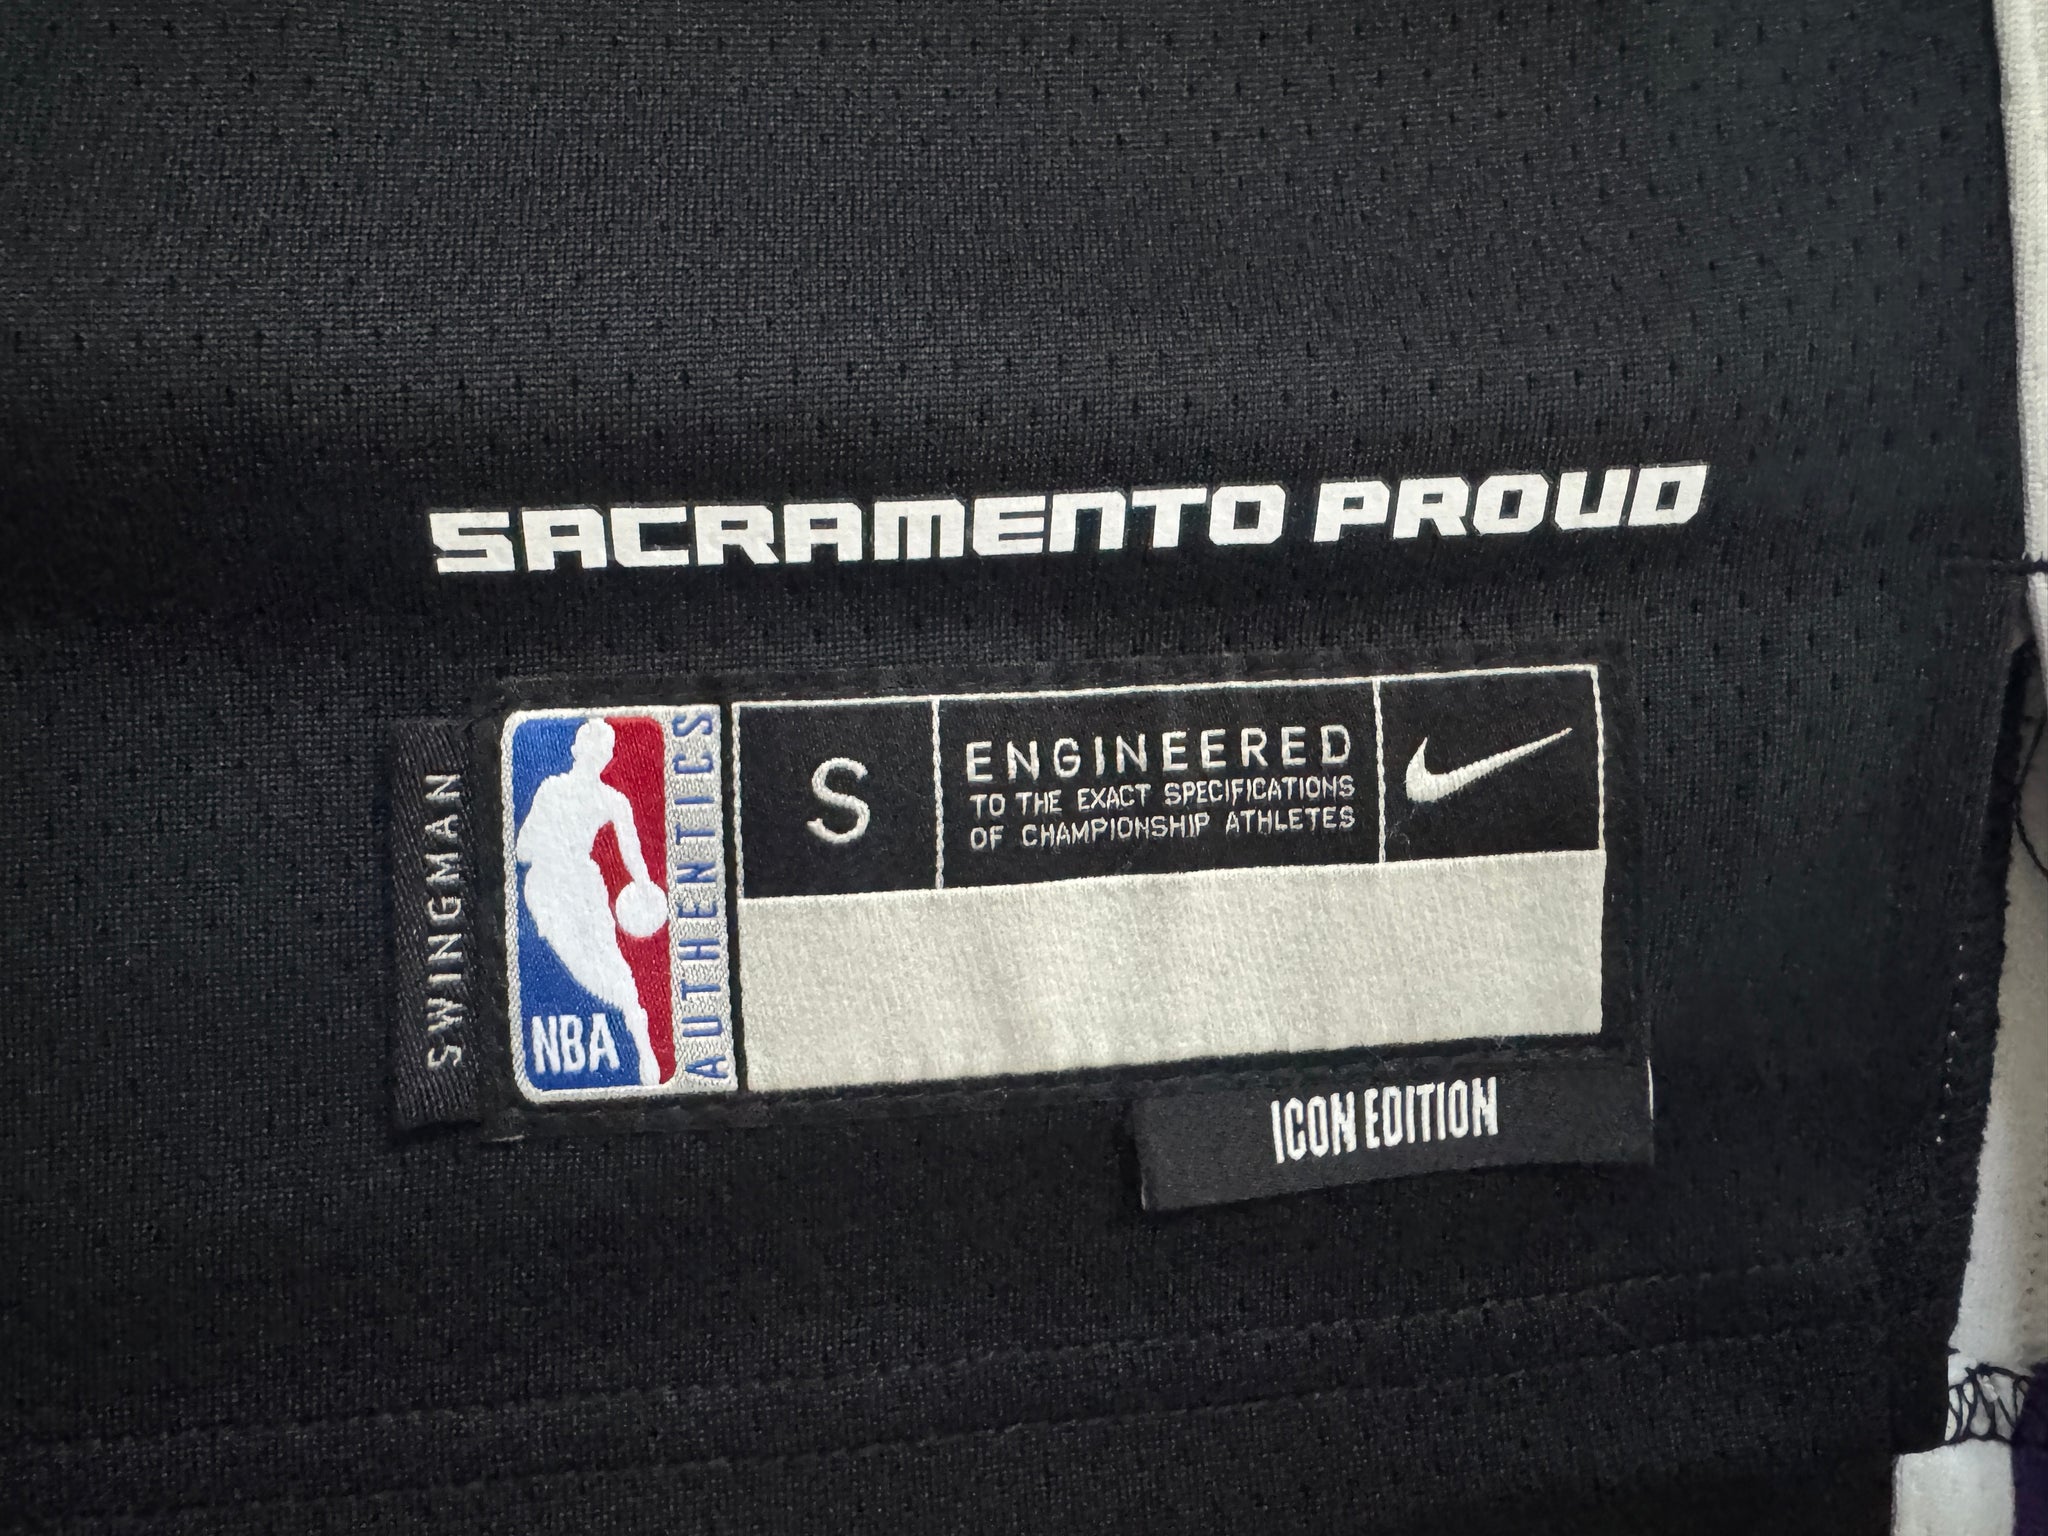 SACRAMENTO PROUD
SWINGMAN
NBA
AUTHENTICS
S
ENGINEERED
TO THE EXACT SPECIFICATIONS
OF CHAMPIONSHIP ATHLETES
ICON EDITION